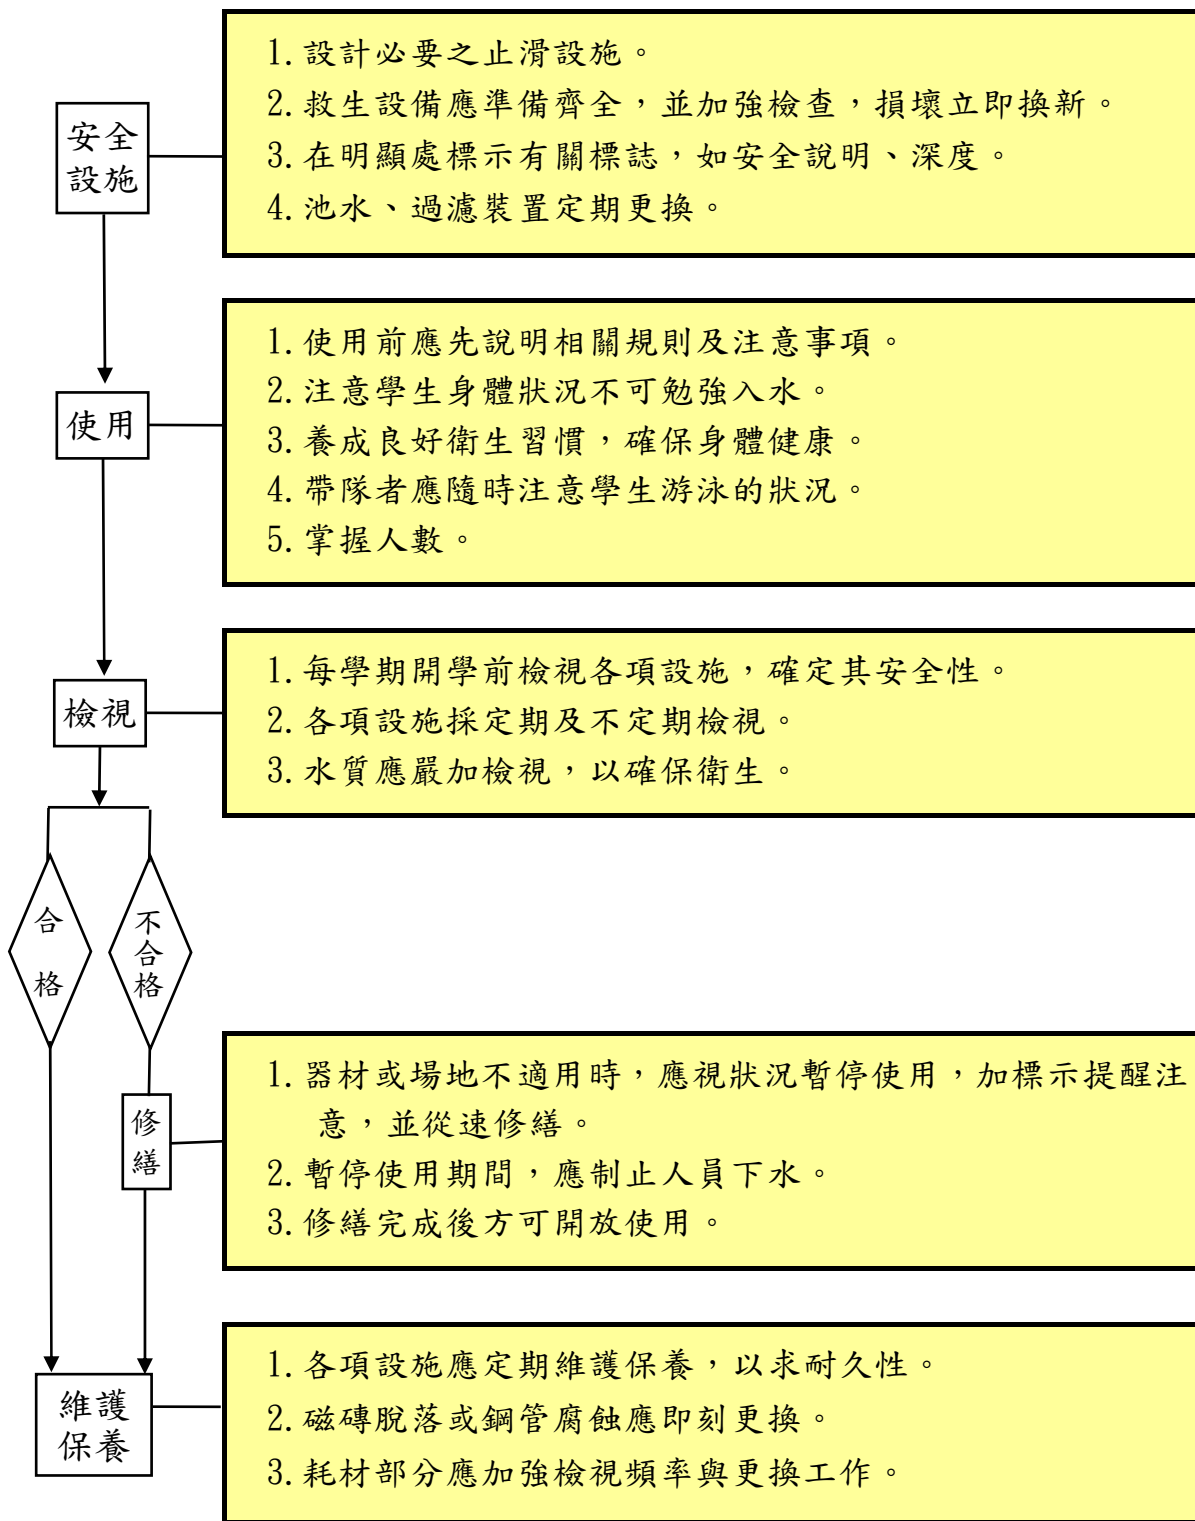 安全
設施
1.設計必要之止滑設施。
2.救生設備應準備齊全，並加強檢查，損壞立即換新。
3.在明顯處標示有關標誌，如安全說明、深度。
4.池水、過濾裝置定期更換。
使用
1.使用前應先說明相關規則及注意事項。
2.注意學生身體狀況不可勉強入水。
3.養成良好衛生習慣，確保身體健康。
4.帶隊者應隨時注意學生游泳的狀況。
5.掌握人數。
檢視
1.每學期開學前檢視各項設施，確定其安全性。
2.各項設施採定期及不定期檢視。
3.水質應嚴加檢視，以確保衛生。
合
格
不
合
格
修
繕
1.器材或場地不適用時，應視狀況暫停使用，加標示提醒注
意，並從速修繕。
2.暫停使用期間，應制止人員下水。
3.修繕完成後方可開放使用。
維護
保養
1.各項設施應定期維護保養，以求耐久性。
2.磁磚脫落或鋼管腐蝕應即刻更換。
3.耗材部分應加強檢視頻率與更換工作。